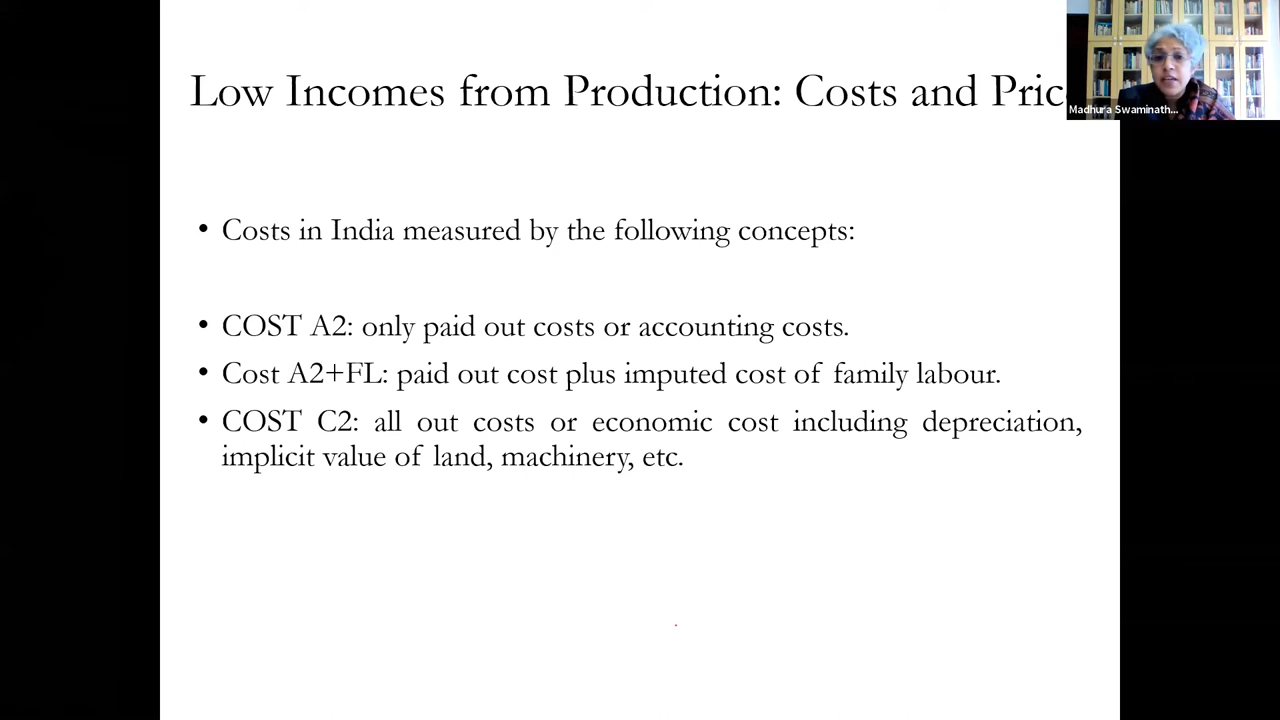 Low Incomes from Production: Costs and Pric
Madhura Swaminath...
• Costs in India measured by the following concepts:
• COST A2: only paid out costs or accounting costs.
• Cost A2+FL: paid out cost plus imputed cost of family labour.
• COST C2: all out costs or economic cost including depreciation,
implicit value of land, machinery, etc.